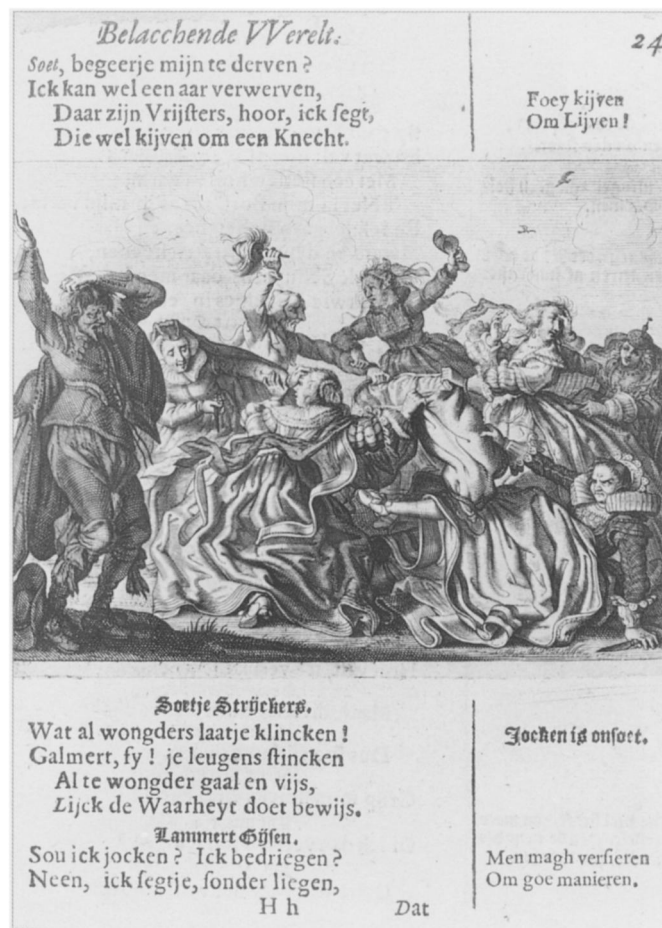 Belacchende VVerelt.
24
Soet, begeerje mijn te derven?
Ick kan wel een aar verwerven,
Daar zijn Vrijsters, hoor, ick segt,
Die wel kijven om een Knecht.
Foey kijven
Om Lijven!
Soetje Strijckers.
Wat al wongders laatje klincken!
Galmert, fy! je leugens stincken
Al te wongder gaal en vijs,
Lijck de Waarheyt doet bewijs.
Lammert Gijsen.
Sou ick jocken? Ick bedriegen?
Neen, ick segtje, sonder liegen,
Jocken is onsoet.
Men magh versieren
Om goe manieren.
H h
Dat